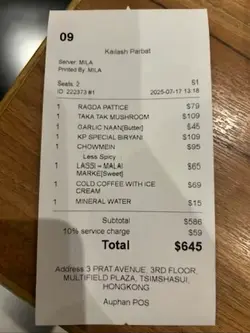 09
Kailash Parbat
Server: MILA
Printed By: MILA
Seats: 2 51
ID: 222373 #1 2025-07-17 13:18
1 RAGDA PATTICE $79
1 TAKA TAK MUSHROOM $109
1 GARLIC NAAN[Butter] $45
1 KP SPECIAL BIRYANI $109
1 CHOWMEIN $95
Less Spicy
1 LASSI – MALAI $65
MARKE[Sweet]
1 COLD COFFEE WITH ICE $69
CREAM
1 MINERAL WATER $15
Subtotal $586
10% service charge $59
Total $645
Address:3 PRAT AVENUE, 3RD FLOOR,
MULTIFIELD PLAZA, TSIMSHASUI,
HONGKONG
Auphan POS